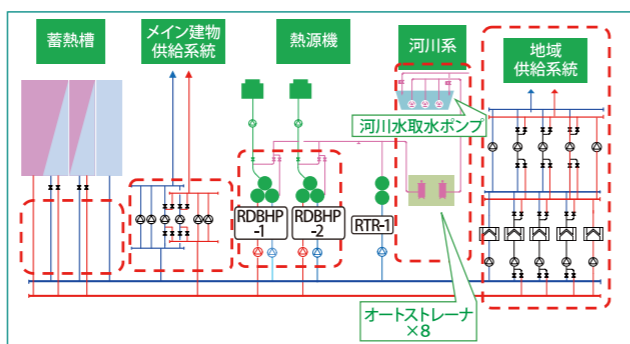 蓄熱槽
メイン建物
供給系統
熱源機
河川系
地域
供給系統
河川水取水ポンプ
RDBHP
-1
RDBHP
-2
RTR-1
オートストレーナ
×8